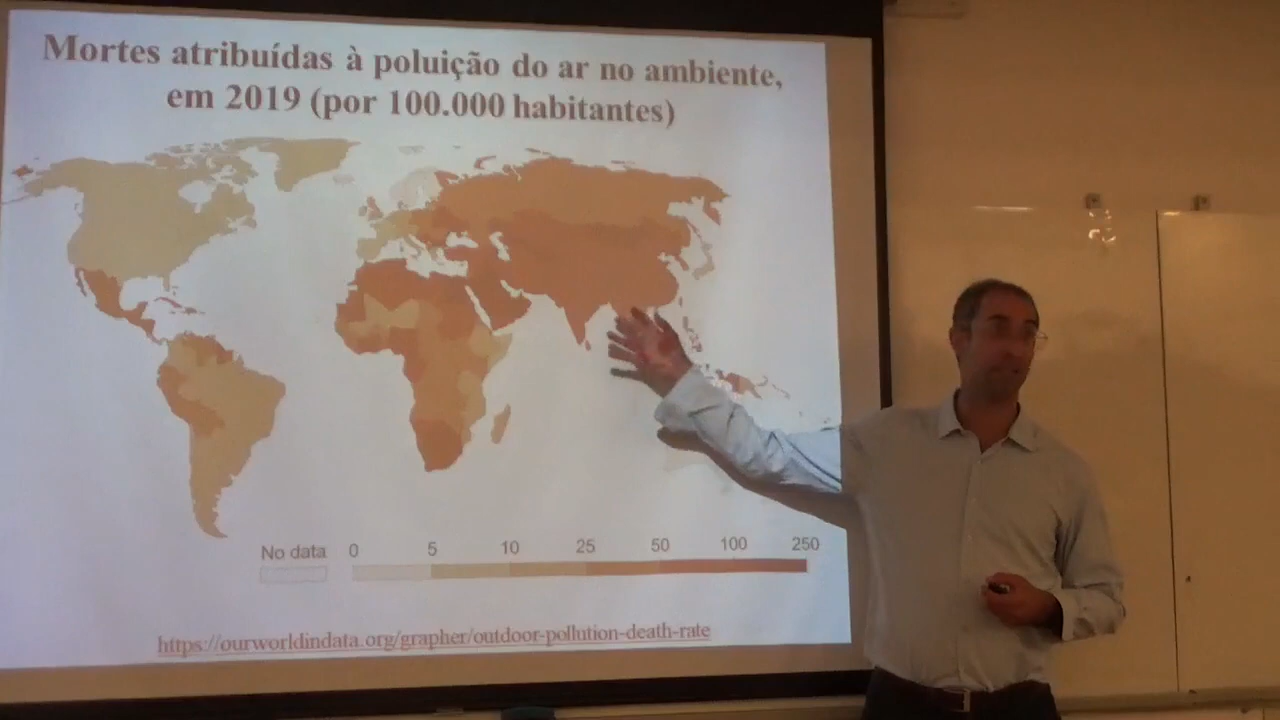 Mortes atribuídas à poluição do ar no ambiente,
em 2019 (por 100.000 habitantes)
No data 0 5 10 25 50 100 250
https://ourworldindata.org/grapher/outdoor-pollution-death-rate